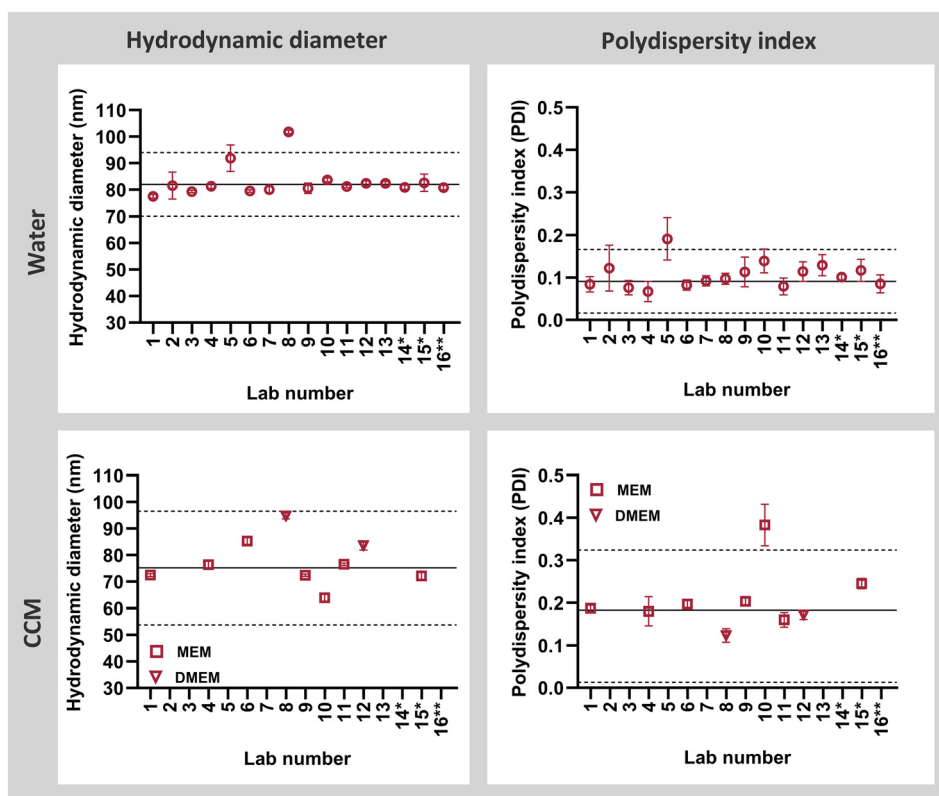 Hydrodynamic diameter
Polydispersity index
Water
Hydrodynamic diameter (nm)
110
100
90
80
70
60
50
40
30
1 2 3 4 5 6 7 8 9 10 11 12 13 14* 15* 16**
Lab number
Polydispersity index (PDI)
0.5
0.4
0.3
0.2
0.1
0.0
1 2 3 4 5 6 7 8 9 10 11 12 13 14* 15* 16**
Lab number
CCM
Hydrodynamic diameter (nm)
110
100
90
80
70
60
50
40
30
MEM
DMEM
1 2 3 4 5 6 7 8 9 10 11 12 13 14* 15* 16**
Lab number
Polydispersity index (PDI)
0.5
0.4
0.3
0.2
0.1
0.0
MEM
DMEM
1 2 3 4 5 6 7 8 9 10 11 12 13 14* 15* 16**
Lab number